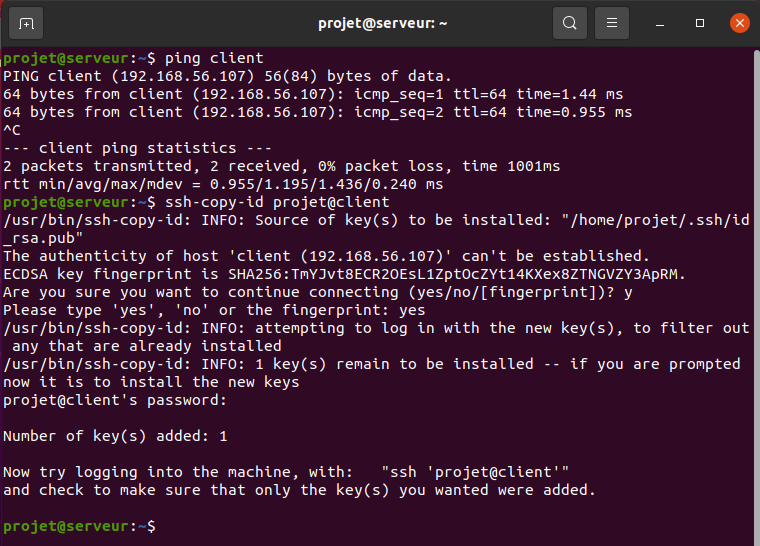 projet@serveur: ~
projet@serveur:~$ ping client
PING client (192.168.56.107) 56(84) bytes of data.
64 bytes from client (192.168.56.107): icmp_seq=1 ttl=64 time=1.44 ms
64 bytes from client (192.168.56.107): icmp_seq=2 ttl=64 time=0.955 ms
^C
--- client ping statistics ---
2 packets transmitted, 2 received, 0% packet loss, time 1001ms
rtt min/avg/max/mdev = 0.955/1.195/1.436/0.240 ms
projet@serveur:~$ ssh-copy-id projet@client
/usr/bin/ssh-copy-id: INFO: Source of key(s) to be installed: "/home/projet/.ssh/id
_rsa.pub"
The authenticity of host 'client (192.168.56.107)' can't be established.
ECDSA key fingerprint is SHA256:TmYJvt8ECR2OEsL1ZptOcZYt14KXex8ZTNGVZY3ApRM.
Are you sure you want to continue connecting (yes/no/[fingerprint])? y
Please type 'yes', 'no' or the fingerprint: yes
/usr/bin/ssh-copy-id: INFO: attempting to log in with the new key(s), to filter out
 any that are already installed
/usr/bin/ssh-copy-id: INFO: 1 key(s) remain to be installed -- if you are prompted
now it is to install the new keys
projet@client's password:
Number of key(s) added: 1
Now try logging into the machine, with:   "ssh 'projet@client'"
and check to make sure that only the key(s) you wanted were added.
projet@serveur:~$